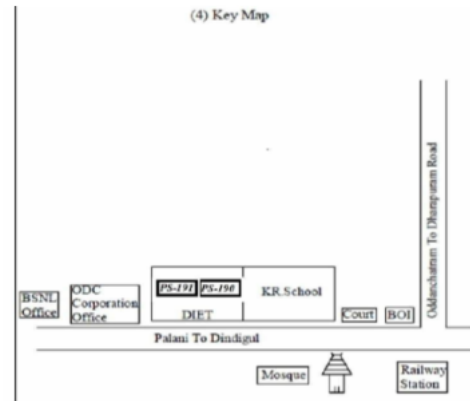 (4) Key Map
Oddanchatram To Dharapuram Road
BSNL
Office
ODC
Corporation
Office
PS-191
PS-190
DIET
KR.School
Court
BOI
Palani To Dindigul
Mosque
Railway
Station